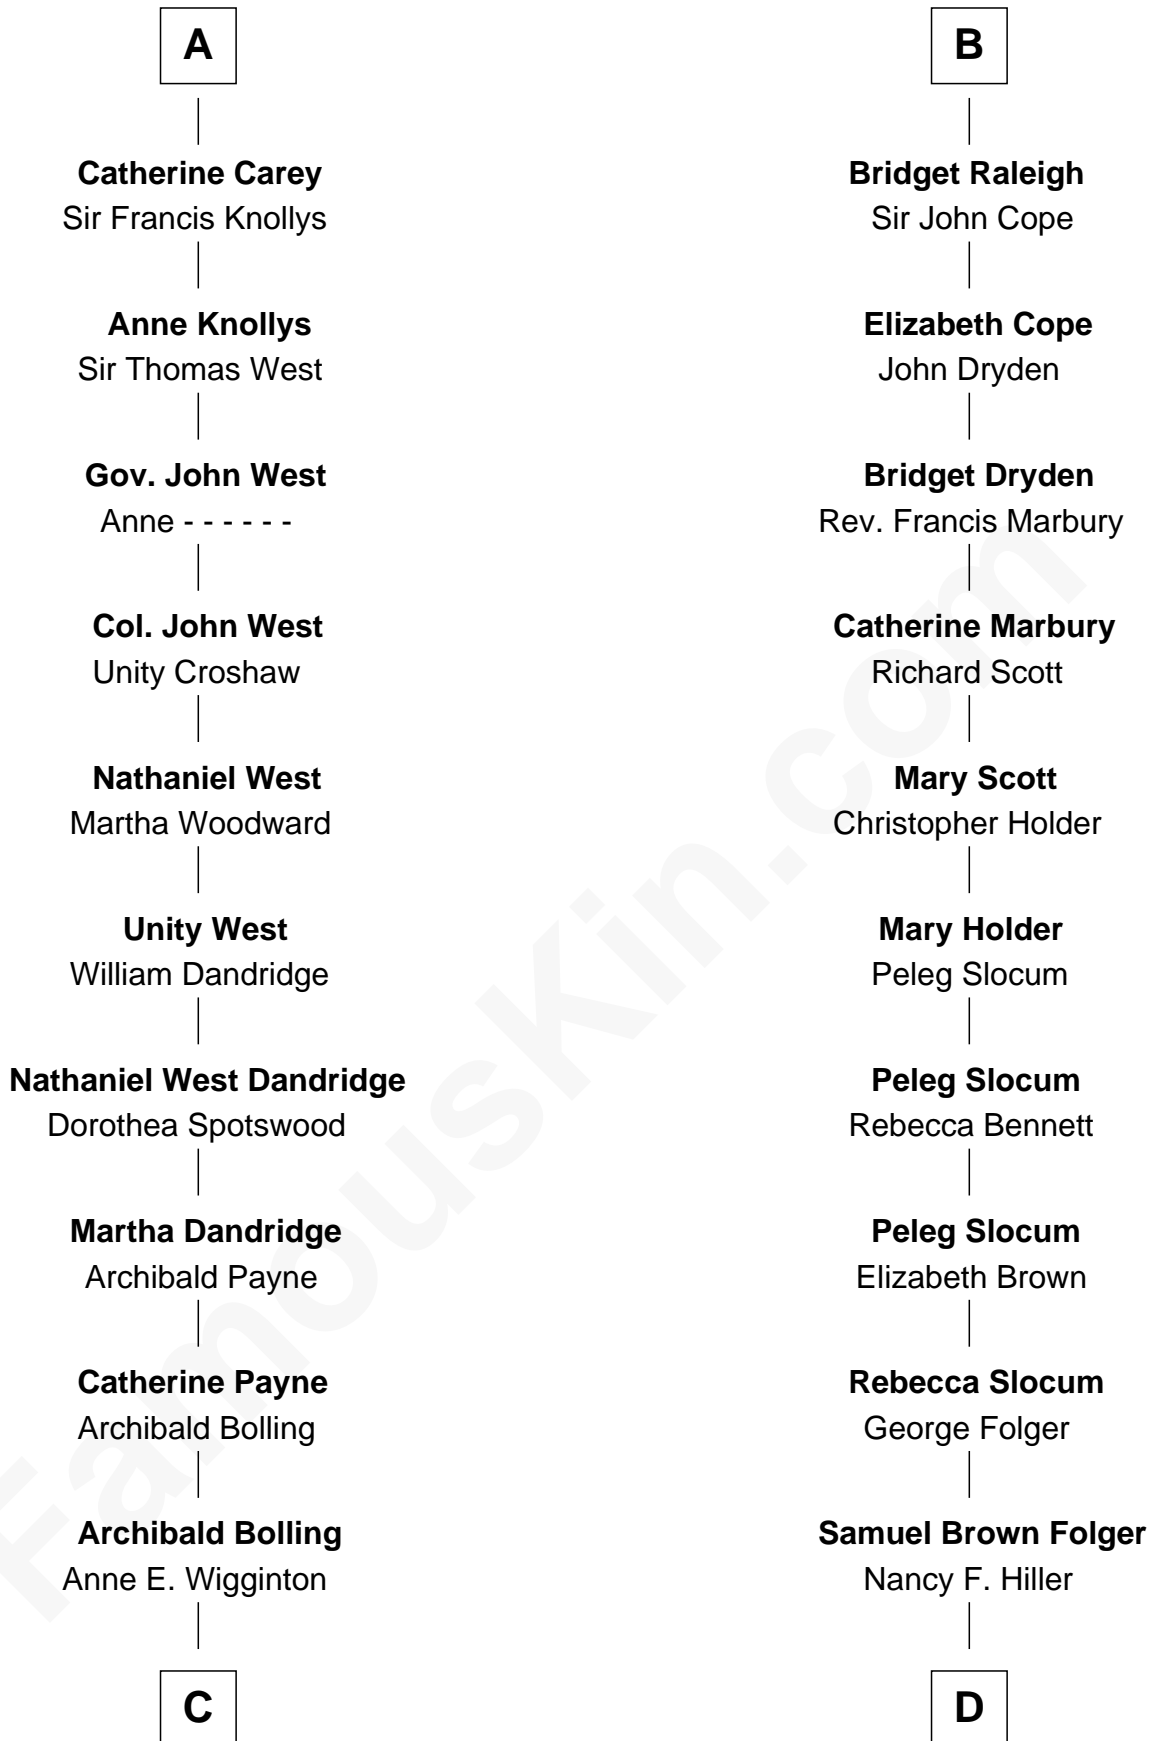 A
Catherine Carey
Sir Francis Knollys
Anne Knollys
Sir Thomas West
Gov. John West
Anne - - - - - -
Col. John West
Unity Croshaw
Nathaniel West
Martha Woodward
Unity West
William Dandridge
Nathaniel West Dandridge
Dorothea Spotswood
Martha Dandridge
Archibald Payne
Catherine Payne
Archibald Bolling
Archibald Bolling
Anne E. Wigginton
C
B
Bridget Raleigh
Sir John Cope
Elizabeth Cope
John Dryden
Bridget Dryden
Rev. Francis Marbury
Catherine Marbury
Richard Scott
Mary Scott
Christopher Holder
Mary Holder
Peleg Slocum
Peleg Slocum
Rebecca Bennett
Peleg Slocum
Elizabeth Brown
Rebecca Slocum
George Folger
Samuel Brown Folger
Nancy F. Hiller
D
FamousKin.com